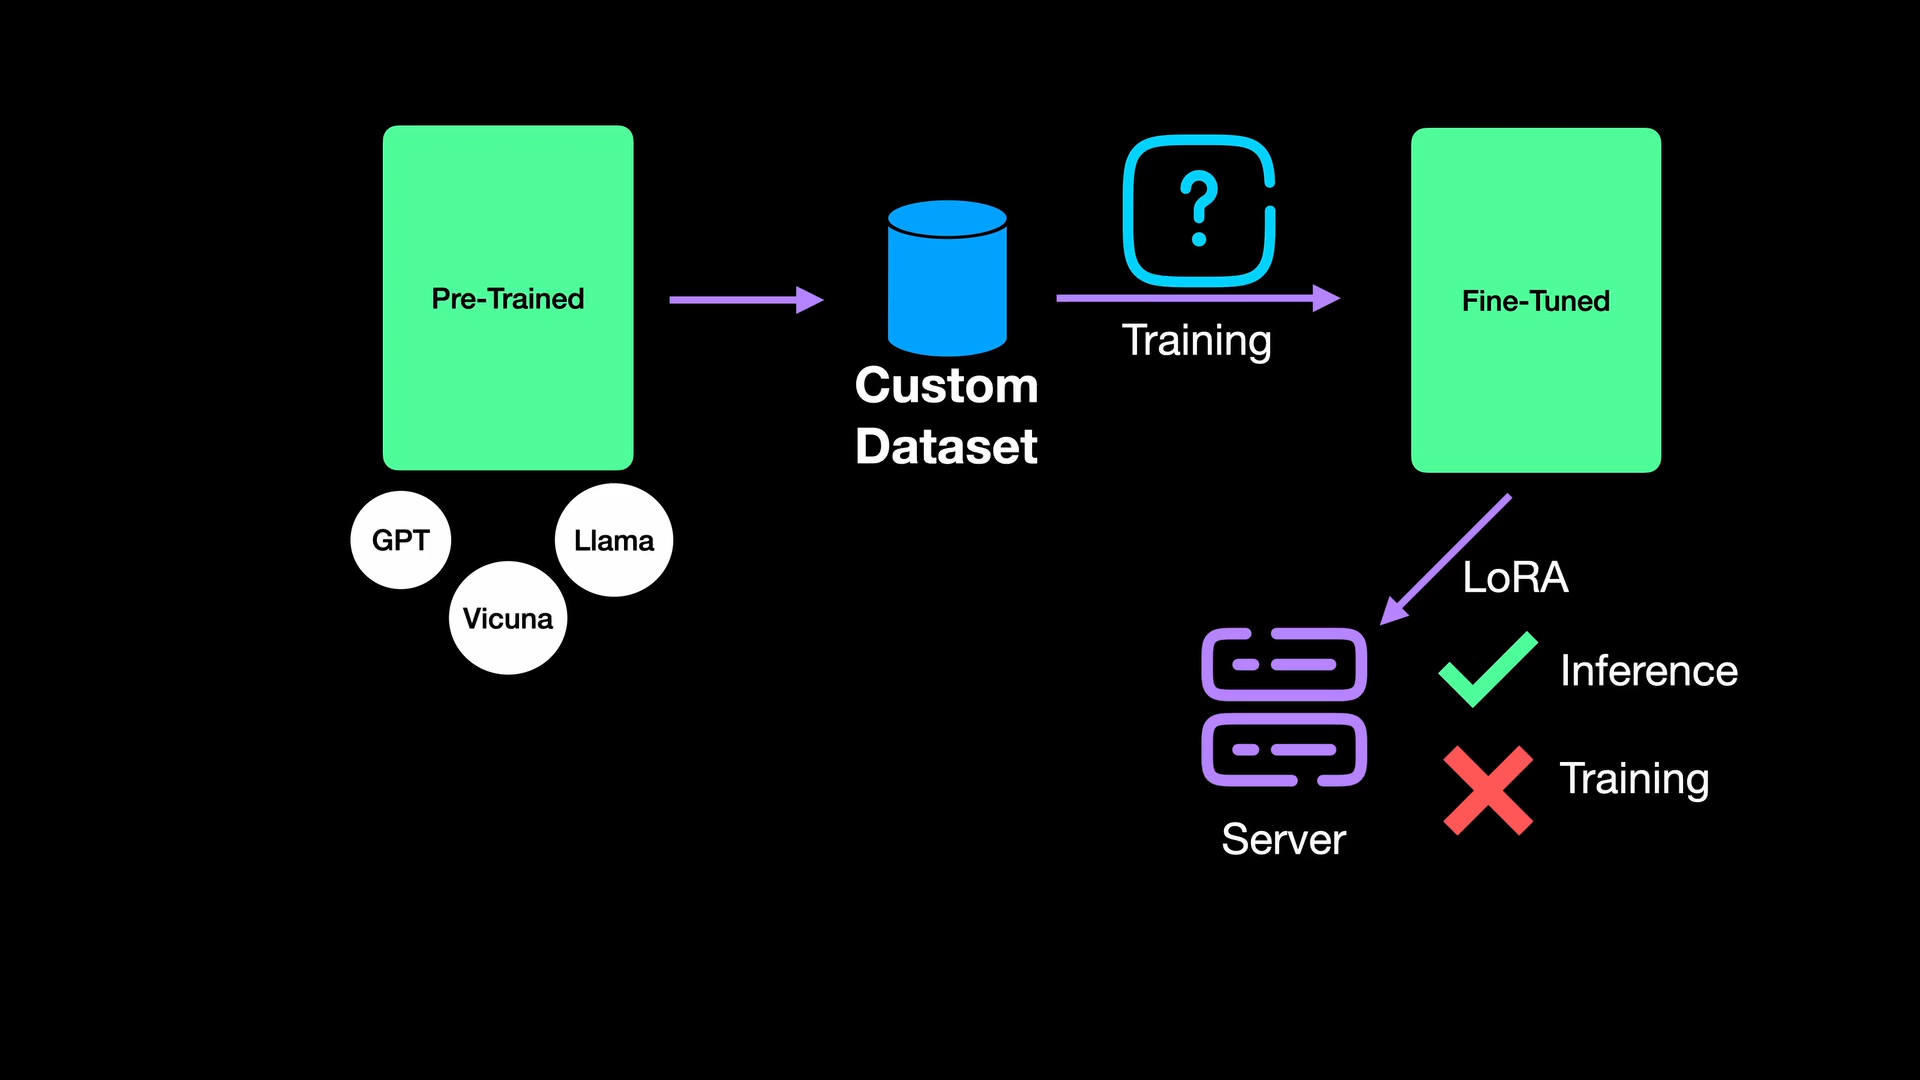 Pre-Trained
GPT
Llama
Vicuna
Custom
Dataset
?
Training
Fine-Tuned
LoRA
Inference
Training
Server